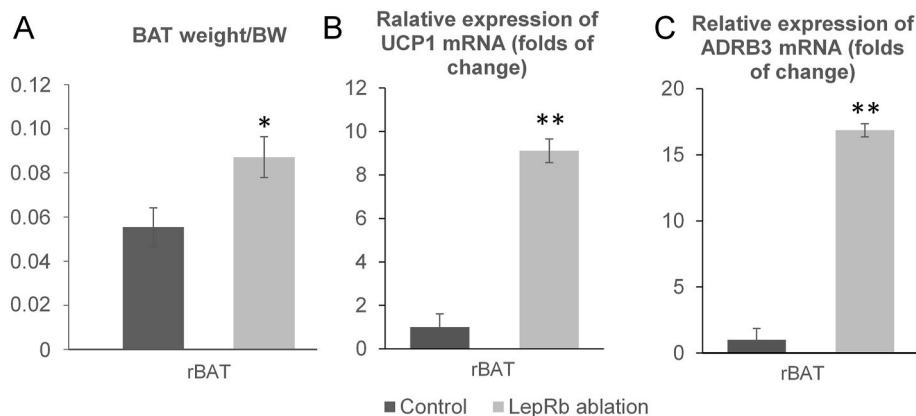 A
BAT weight/BW
0.12
0.10
0.08
0.06
0.04
0.02
0
*
rBAT
B
Ralative expression of
UCP1 mRNA (folds of
change)
12
10
8
6
4
2
0
**
rBAT
C
Relative expression of
ADRB3 mRNA (folds
of change)
20
15
10
5
0
**
rBAT
Control
LepRb ablation